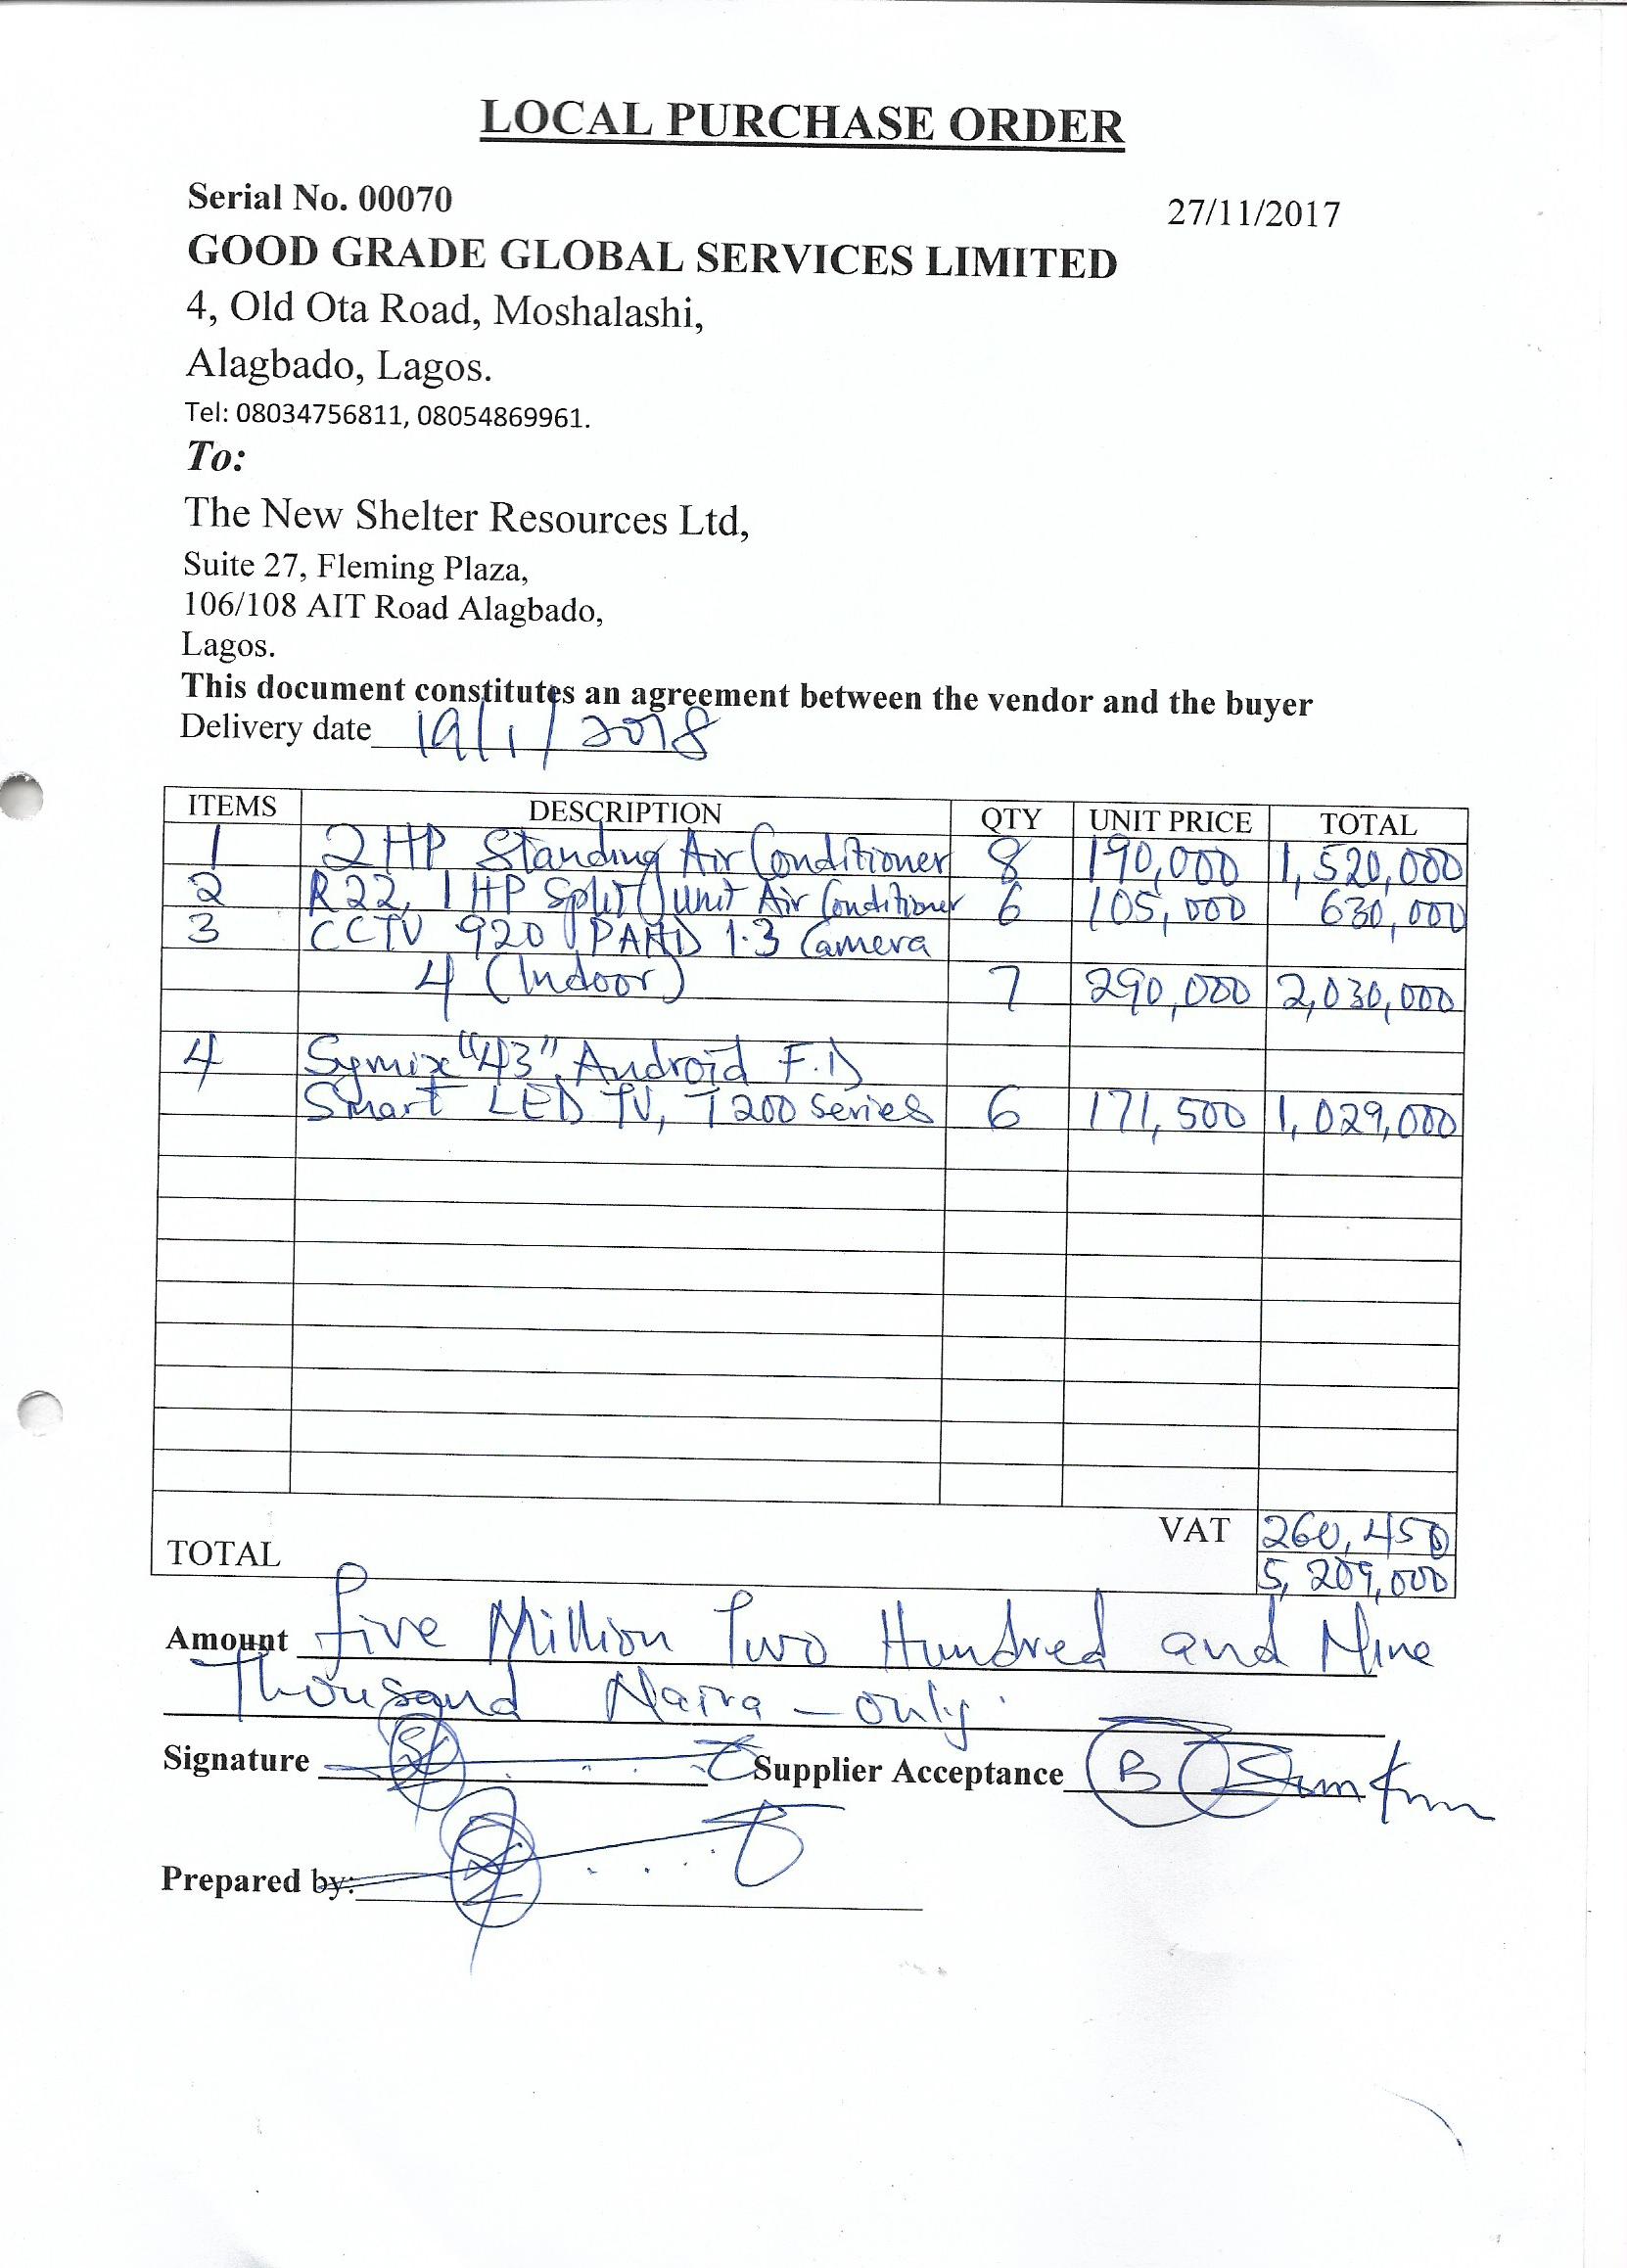 LOCAL PURCHASE ORDER
Serial No. 00070 27/11/2017
GOOD GRADE GLOBAL SERVICES LIMITED
4, Old Ota Road, Moshalashi,
Alagbado, Lagos.
Tel: 08034756811, 08054869961.
To:
The New Shelter Resources Ltd,
Suite 27, Fleming Plaza,
106/108 AIT Road Alagbado,
Lagos.
This document constitutes an agreement between the vendor and the buyer
Delivery date 19/1/2018
ITEMS DESCRIPTION QTY UNIT PRICE TOTAL
1 2 HP Standing Air Conditioner 8 190,000 1,520,000
2 R22, 1 HP Split Unit Air Conditioner 6 105,000 630,000
3 CCTV 920 1.3 Camera
4 (Indoor) 7 290,000 2,030,000
4 "43" Android F.D
Smart LED TV, T200 series 6 171,500 1,029,000
VAT 260,450
TOTAL 5,209,000
Amount Five Million Two Hundred and Nine
Thousand Naira - only.
Signature Supplier Acceptance
Prepared by: